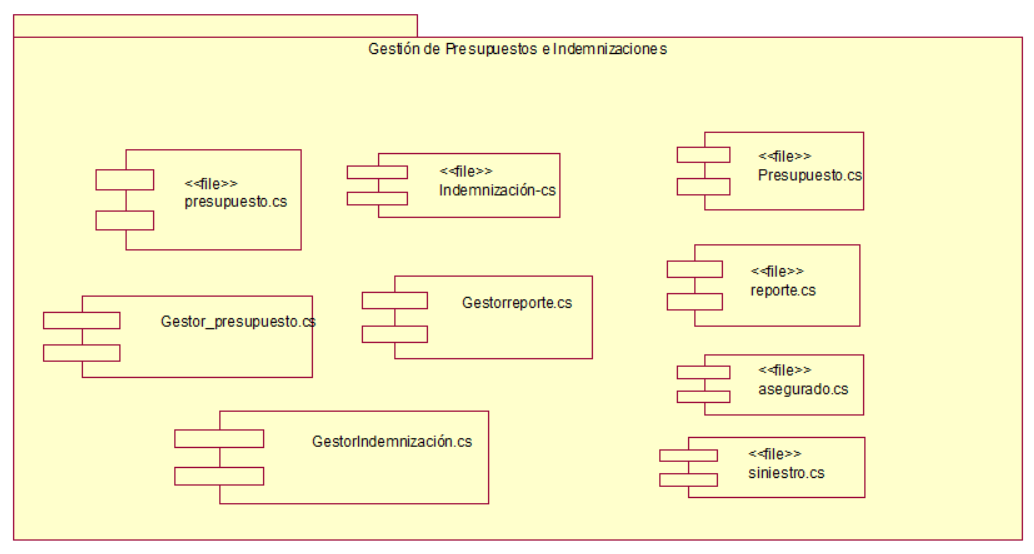 Gestión de Presupuestos e Indemnizaciones
<<file>>
presupuesto.cs
<<file>>
Indemnización-cs
<<file>>
Presupuesto.cs
Gestor_presupuesto.cs
Gestorreporte.cs
<<file>>
reporte.cs
<<file>>
asegurado.cs
GestorIndemnización.cs
<<file>>
siniestro.cs